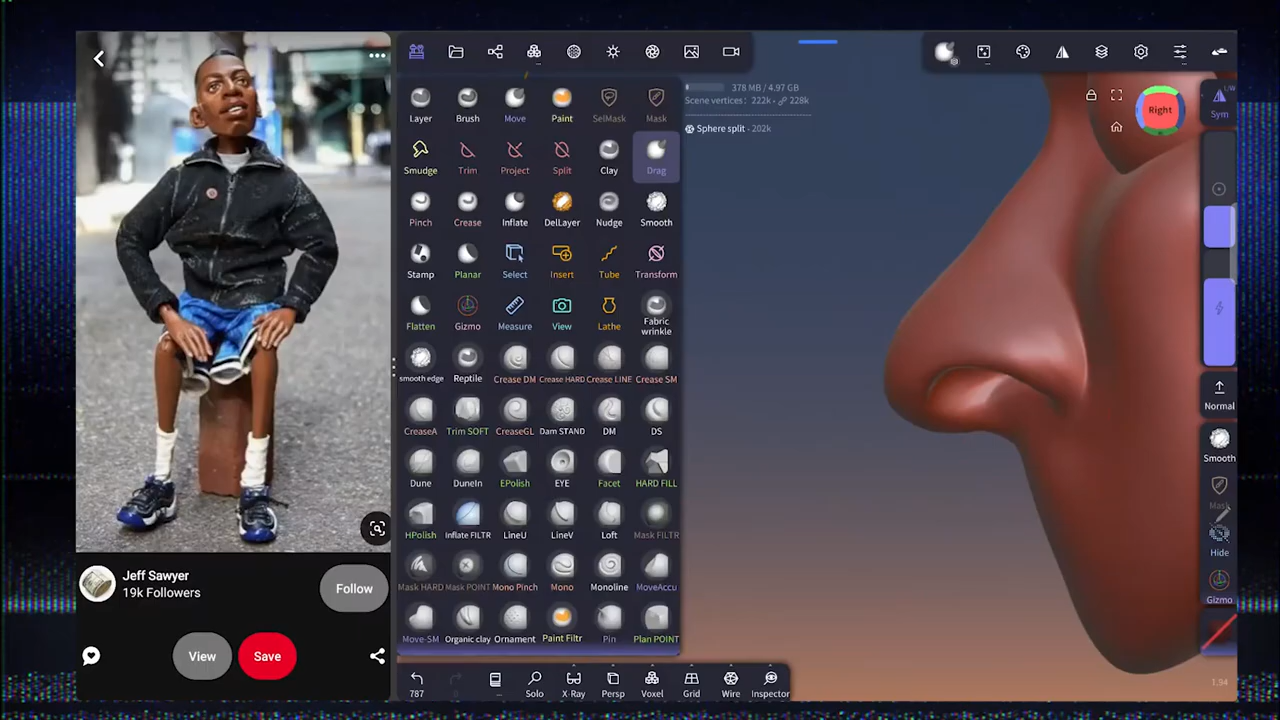 Jeff Sawyer
19k Followers
Follow
View
Save
378 MB / 4.97 GB
Scene vertices: 222k - 228k
Sphere split - 202k
Right
Sym
Layer Brush Move Paint SelMask Mask
Smudge Trim Project Split Clay Drag
Pinch Crease Inflate DelLayer Nudge Smooth
Stamp Planar Select Insert Tube Transform
Flatten Gizmo Measure View Lathe Fabric wrinkle
smooth edge Reptile Crease DM Crease HARD Crease LINE Crease SM
CreaseA Trim SOFT CreaseGL Dam STAND DM DS
Dune DuneIn EPolish EYE Facet HARD FILL
HPolish Inflate FILTR LineU LineV Loft Mask FILTR
Mask HARD Mask POINT Mono Pinch Mono Monoline MoveAccu
Move-SM Organic clay Ornament Paint Filtr Pin Plan POINT
Normal
Smooth
Mask
Hide
Gizmo
1.94
787 ... Solo X-Ray Persp Voxel Grid Wire Inspector